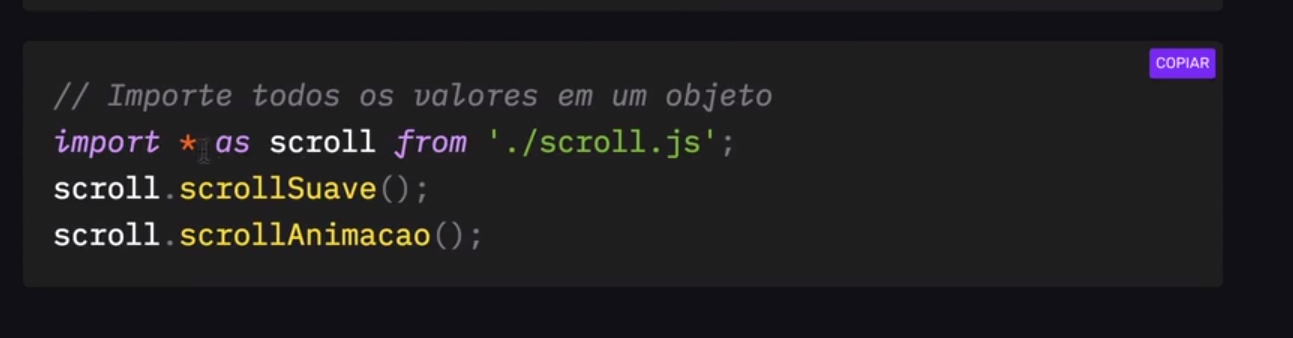 COPIAR
// Importe todos os valores em um objeto
import * as scroll from './scroll.js';
scroll.scrollSuave();
scroll.scrollAnimacao();